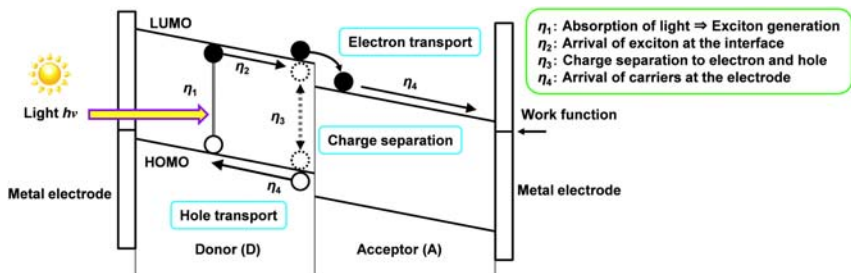 LUMO
Electron transport
η1: Absorption of light ⇒ Exciton generation
η2: Arrival of exciton at the interface
η3: Charge separation to electron and hole
η4: Arrival of carriers at the electrode
η2
η4
η1
Light hν
η3
Work function
Charge separation
HOMO
Metal electrode
η4
Metal electrode
Hole transport
Donor (D)
Acceptor (A)